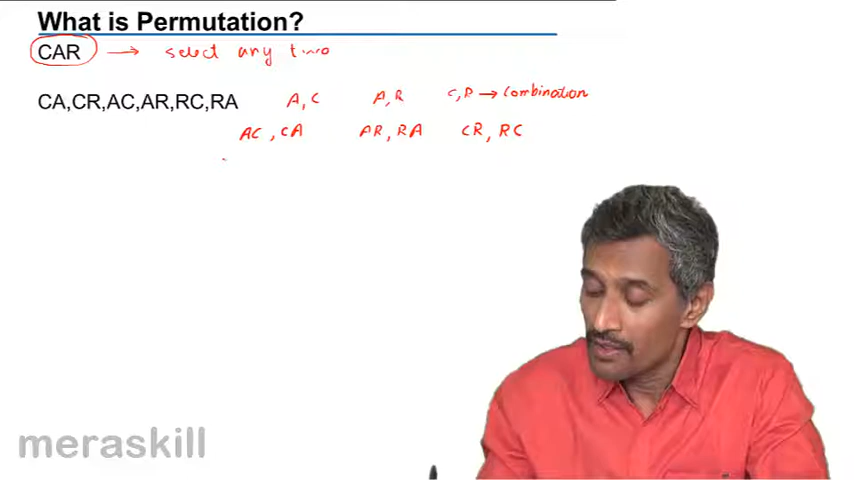 What is Permutation?
CAR → select any two
CA,CR,AC,AR,RC,RA A,C A,R C,R → Combination
AC, CA AR, RA CR, RC
meraskill